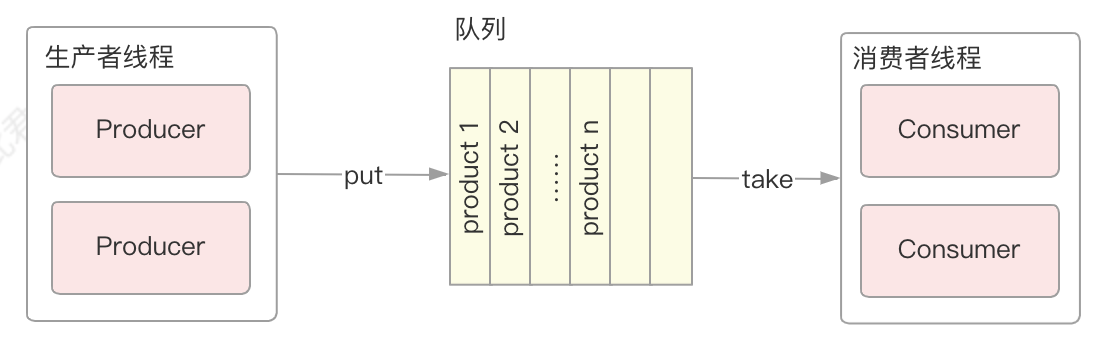 生产者线程
Producer
Producer
put
队列
product 1
product 2
……
product n
take
消费者线程
Consumer
Consumer